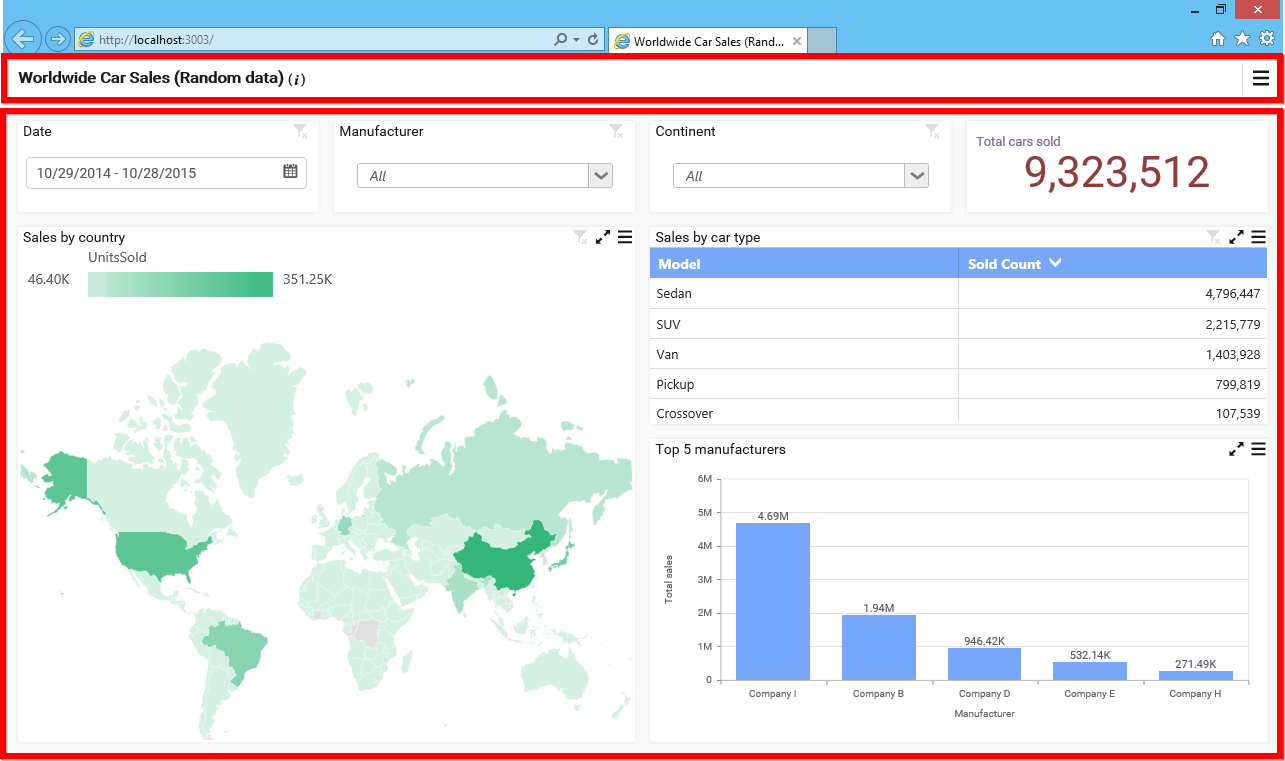 http://localhost:3003/
Worldwide Car Sales (Rand...
Worldwide Car Sales (Random data) (i)
Date
Manufacturer
Continent
Total cars sold
10/29/2014 - 10/28/2015
All
All
9,323,512
Sales by country
UnitsSold
46.40K
351.25K
Sales by car type
Model Sold Count
Sedan 4,796,447
SUV 2,215,779
Van 1,403,928
Pickup 799,819
Crossover 107,539
Top 5 manufacturers
6M
5M
4M
3M
2M
1M
0
Total sales
4.69M
1.94M
946.42K
532.14K
271.49K
Company I
Company B
Company D
Company E
Company H
Manufacturer